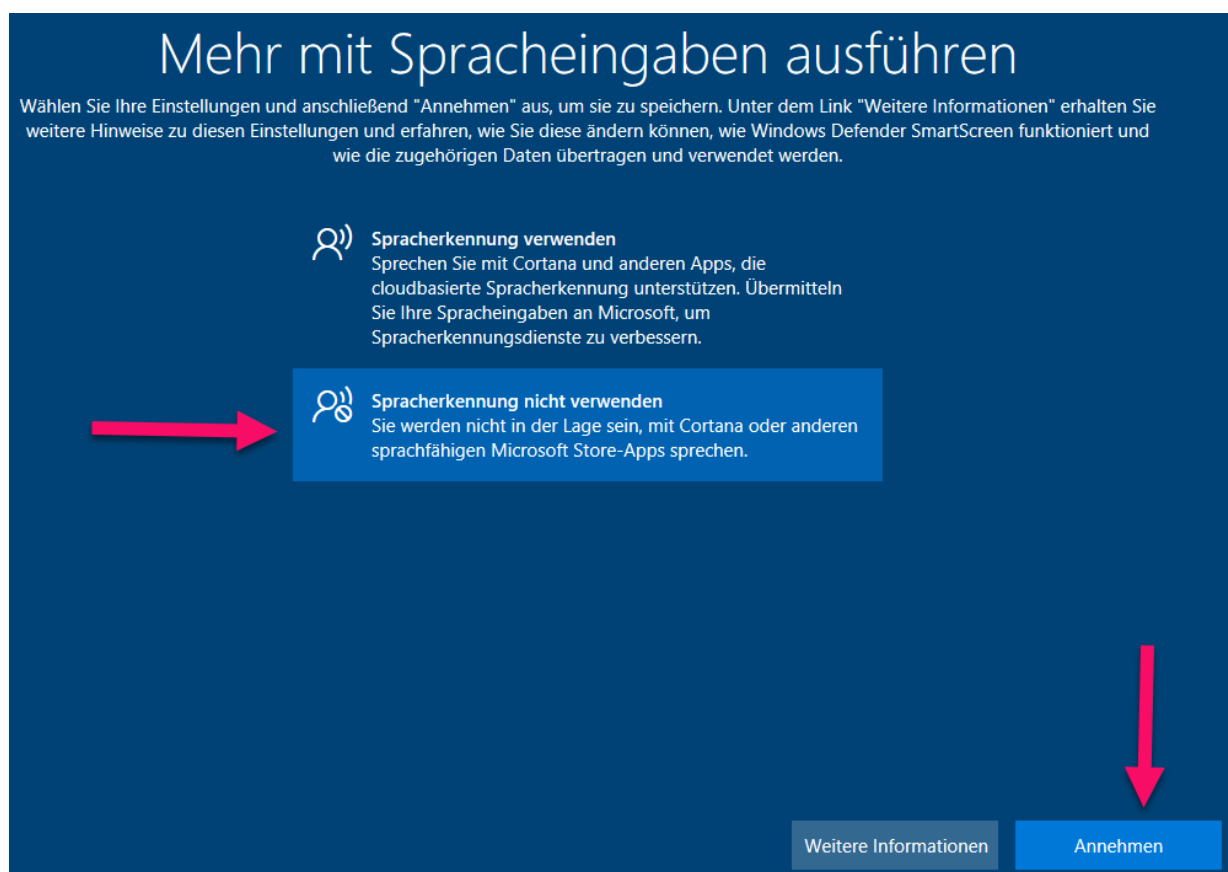 Mehr mit Spracheingaben ausführen
Wählen Sie Ihre Einstellungen und anschließend "Annehmen" aus, um sie zu speichern. Unter dem Link "Weitere Informationen" erhalten Sie
weitere Hinweise zu diesen Einstellungen und erfahren, wie Sie diese ändern können, wie Windows Defender SmartScreen funktioniert und
wie die zugehörigen Daten übertragen und verwendet werden.
Spracherkennung verwenden
Sprechen Sie mit Cortana und anderen Apps, die
cloudbasierte Spracherkennung unterstützen. Übermitteln
Sie Ihre Spracheingaben an Microsoft, um
Spracherkennungsdienste zu verbessern.
Spracherkennung nicht verwenden
Sie werden nicht in der Lage sein, mit Cortana oder anderen
sprachfähigen Microsoft Store-Apps sprechen.
Weitere Informationen
Annehmen